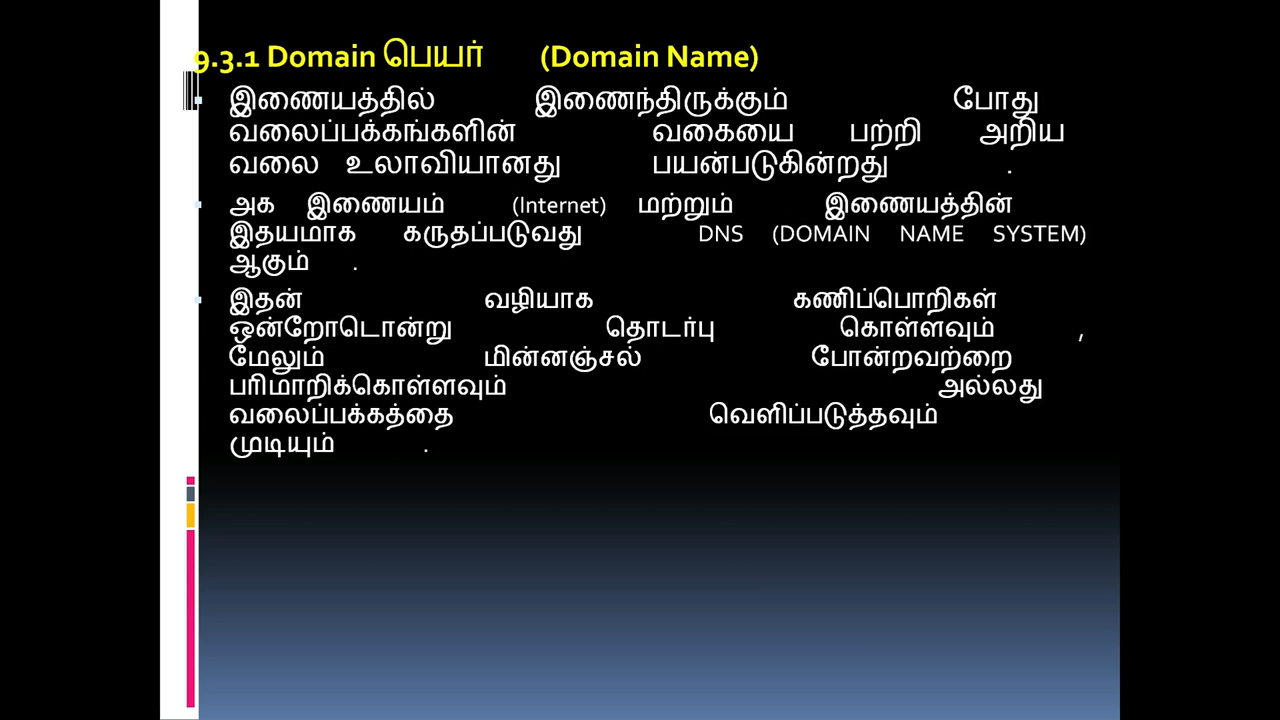 9.3.1 Domain பெயர் (Domain Name)
இணையத்தில் இணைந்திருக்கும் போது
வலைப்பக்கங்களின் வகையை பற்றி அறிய
வலை உலாவியானது பயன்படுகின்றது .
அக இணையம் (Internet) மற்றும் இணையத்தின்
இதயமாக கருதப்படுவது DNS (DOMAIN NAME SYSTEM)
ஆகும் .
இதன் வழியாக கணிப்பொறிகள்
ஒன்றோடொன்று தொடர்பு கொள்ளவும் ,
மேலும் மின்னஞ்சல் போன்றவற்றை
பரிமாறிக்கொள்ளவும் அல்லது
வலைப்பக்கத்தை வெளிப்படுத்தவும்
முடியும் .